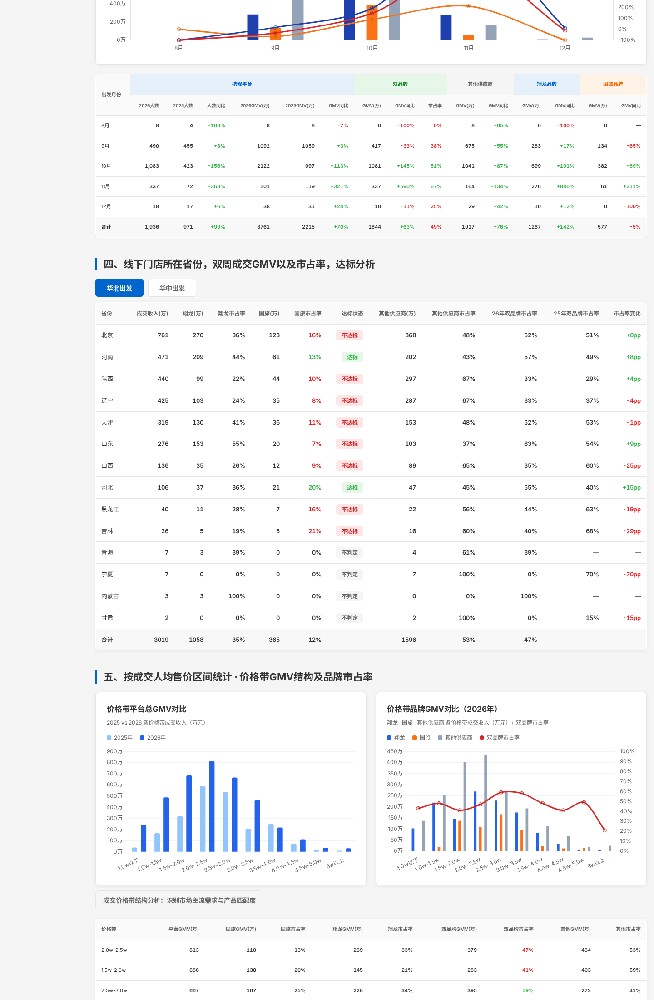 400万
200万
0万
200%
100%
0%
-100%
8月 9月 10月 11月 12月
出发月份 携程平台 双品牌 其他供应商 翔龙品牌 国旅品牌
2026人数 2025人数 人数同比 2026GMV(万) 2025GMV(万) GMV同比 GMV(万) GMV同比 市占率 GMV(万) GMV同比 GMV(万) GMV同比 GMV(万) GMV同比
8月 8 4 +100% 8 8 -7% 0 -100% 0% 8 +65% 0 -100% 0 —
9月 490 455 +8% 1092 1059 +3% 417 -33% 38% 675 +55% 283 +17% 134 -65%
10月 1,083 423 +156% 2122 997 +113% 1081 +145% 51% 1041 +87% 699 +191% 382 +89%
11月 337 72 +368% 501 119 +321% 337 +590% 67% 164 +134% 276 +846% 61 +211%
12月 18 17 +6% 38 31 +24% 10 -11% 25% 29 +42% 10 +12% 0 -100%
合计 1,936 971 +99% 3761 2215 +70% 1844 +63% 49% 1917 +76% 1267 +142% 577 -5%
四、线下门店所在省份，双周成交GMV以及市占率，达标分析
华北出发 华中出发
省份 成交收入(万) 翔龙(万) 翔龙市占率 国旅(万) 国旅市占率 达标状态 其他供应商(万) 其他供应商市占率 26年双品牌市占率 25年双品牌市占率 市占率变化
北京 761 270 36% 123 16% 不达标 368 48% 52% 51% +0pp
河南 471 209 44% 61 13% 达标 202 43% 57% 49% +8pp
陕西 440 99 22% 44 10% 不达标 297 67% 33% 29% +4pp
辽宁 425 103 24% 35 8% 不达标 287 67% 33% 37% -4pp
天津 319 130 41% 36 11% 不达标 153 48% 52% 53% -1pp
山东 276 153 55% 20 7% 不达标 103 37% 63% 54% +9pp
山西 136 35 26% 12 9% 不达标 89 65% 35% 60% -25pp
河北 106 37 36% 21 20% 达标 47 45% 55% 40% +15pp
黑龙江 40 11 28% 7 16% 不达标 22 56% 44% 63% -19pp
吉林 26 5 19% 5 21% 不达标 16 60% 40% 68% -29pp
青海 7 3 39% 0 0% 不判定 4 61% 39% — —
宁夏 7 0 0% 0 0% 不判定 7 100% 0% 70% -70pp
内蒙古 3 3 100% 0 0% 不判定 0 0% 100% — —
甘肃 2 0 0% 0 0% 不判定 2 100% 0% 15% -15pp
合计 3019 1058 35% 365 12% — 1596 53% 47% — —
五、按成交人均售价区间统计 · 价格带GMV结构及品牌市占率
价格带平台总GMV对比
2025 vs 2026 各价格带成交收入（万元）
2025年 2026年
900万
800万
700万
600万
500万
400万
300万
200万
100万
0万
1.0w以下 1.0w-1.5w 1.5w-2.0w 2.0w-2.5w 2.5w-3.0w 3.0w-3.5w 3.5w-4.0w 4.0w-4.5w 4.5w-5.0w 5w以上
价格带品牌GMV对比（2026年）
翔龙 · 国旅 · 其他供应商 各价格带成交收入（万元）+ 双品牌市占率
翔龙 国旅 其他供应商 双品牌市占率
450万
400万
350万
300万
250万
200万
150万
100万
50万
0万
100%
90%
80%
70%
60%
50%
40%
30%
20%
10%
0%
1.0w以下 1.0w-1.5w 1.5w-2.0w 2.0w-2.5w 2.5w-3.0w 3.0w-3.5w 3.5w-4.0w 4.0w-4.5w 4.5w-5.0w 5w以上
成交价格带结构分析：识别市场主流需求与产品匹配度
价格带 平台GMV(万) 国旅GMV(万) 国旅市占率 翔龙GMV(万) 翔龙市占率 双品牌GMV(万) 双品牌市占率 其他GMV(万) 其他市占率
2.0w-2.5w 813 110 13% 269 33% 379 47% 434 53%
1.5w-2.0w 686 138 20% 145 21% 283 41% 403 59%
2.5w-3.0w 667 167 25% 228 34% 395 59% 272 41%